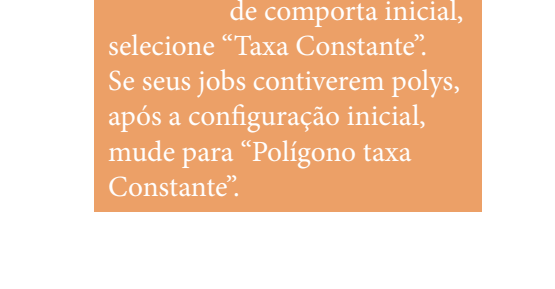 de comporta inicial,
selecione “Taxa Constante”.
Se seus jobs contiverem polys,
após a configuração inicial,
mude para “Polígono taxa
Constante”.